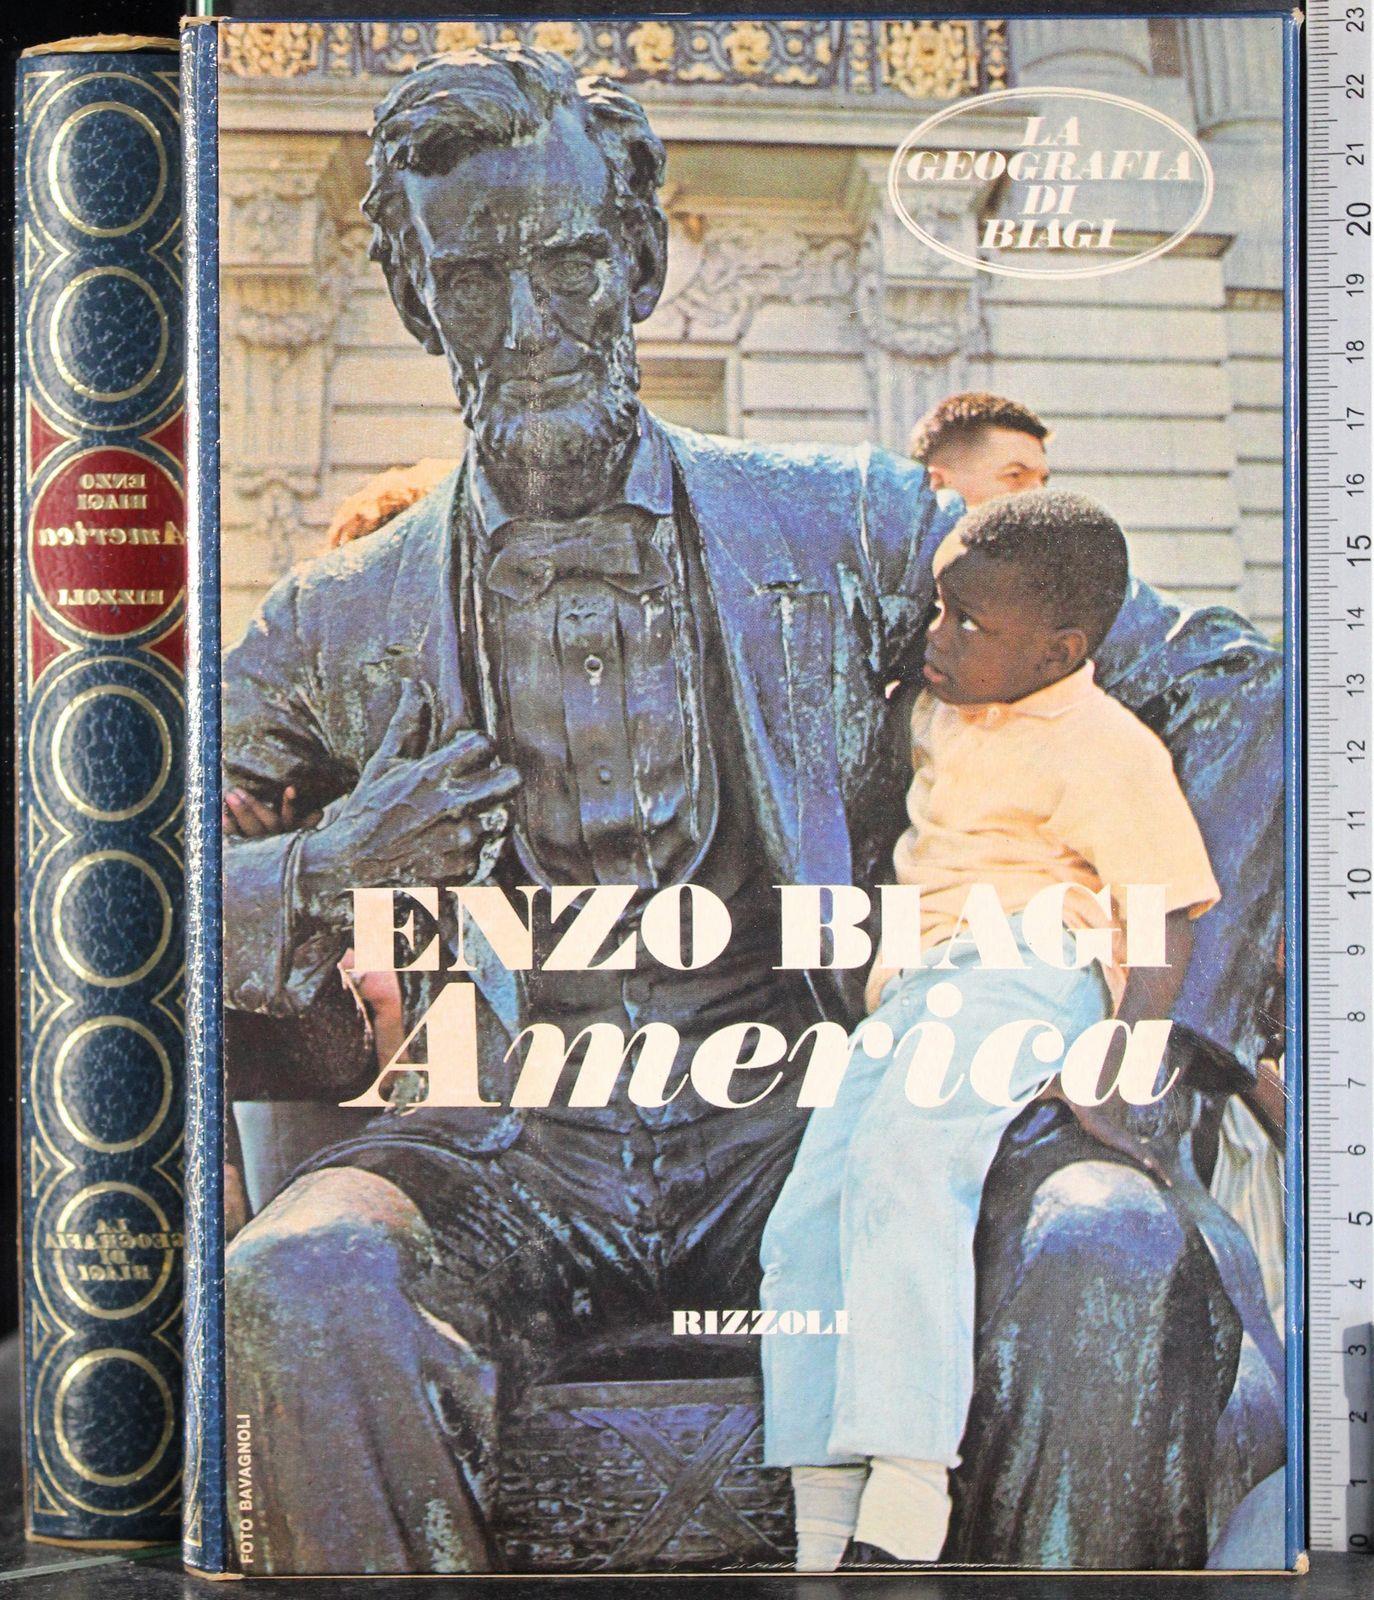 LA
GEOGRAFIA
DI
BIAGI
ENZO BIAGI
America
RIZZOLI
FOTO BAVAGNOLI
ENZO
BIAGI
America
RIZZOLI
LA
GEOGRAFIA
DI
BIAGI
23
22
21
20
19
18
17
16
15
14
13
12
11
10
9
8
7
6
5
4
3
2
1
0